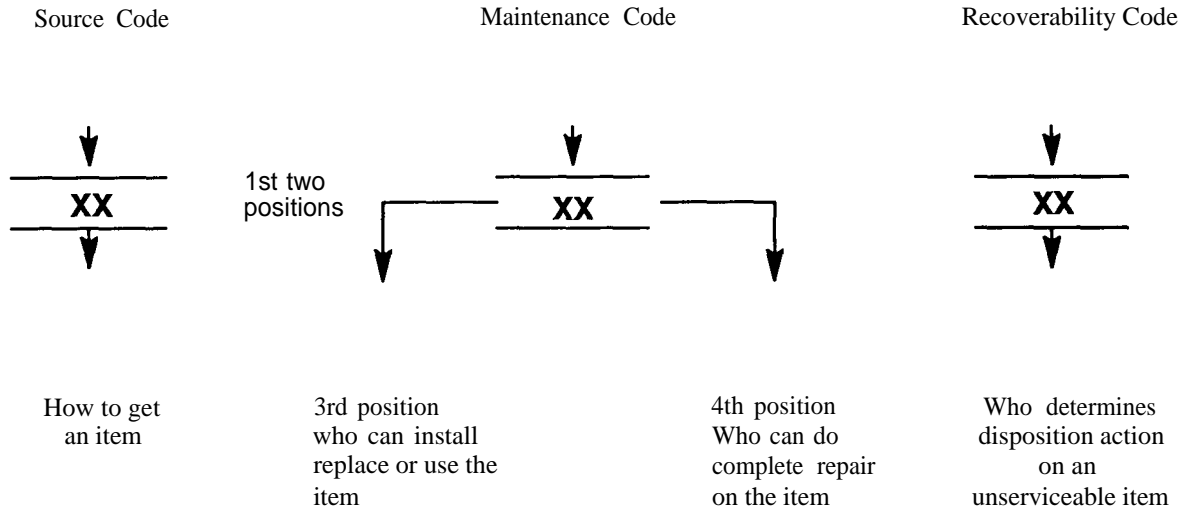 Source Code
Maintenance Code
Recoverability Code
XX
1st two
positions
XX
XX
How to get
an item
3rd position
who can install
replace or use the
item
4th position
Who can do
complete repair
on the item
Who determines
disposition action
on an
unserviceable item